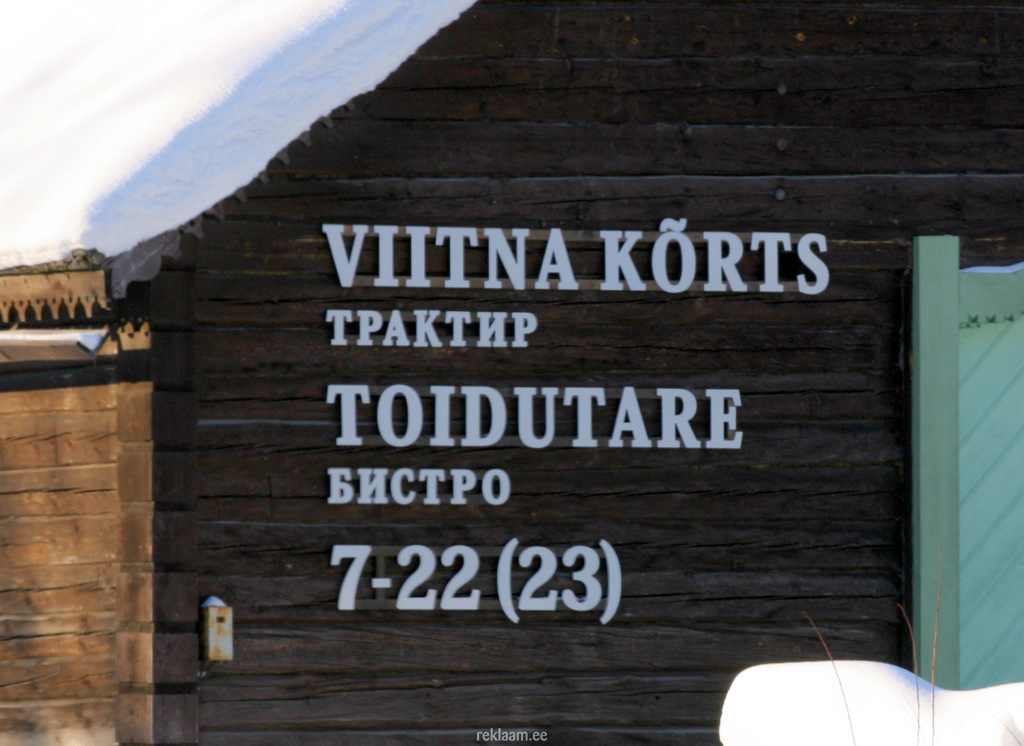 VIITNA KÕRTS
ТРАКТИР
TOIDUTARE
БИСТРО
7-22 (23)
reklaam.ee